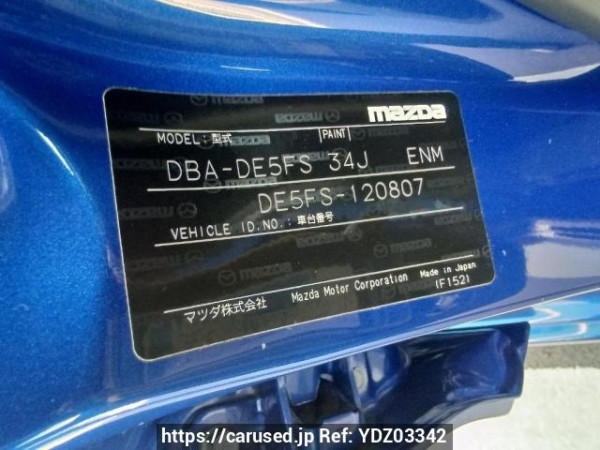 mazda
MODEL:型式 PAINT
DBA-DE5FS 34J ENM
DE5FS-120807
VEHICLE ID.NO.:車台番号
マツダ株式会社 Mazda Motor Corporation Made in Japan
(F152)
https://carused.jp Ref: YDZ03342